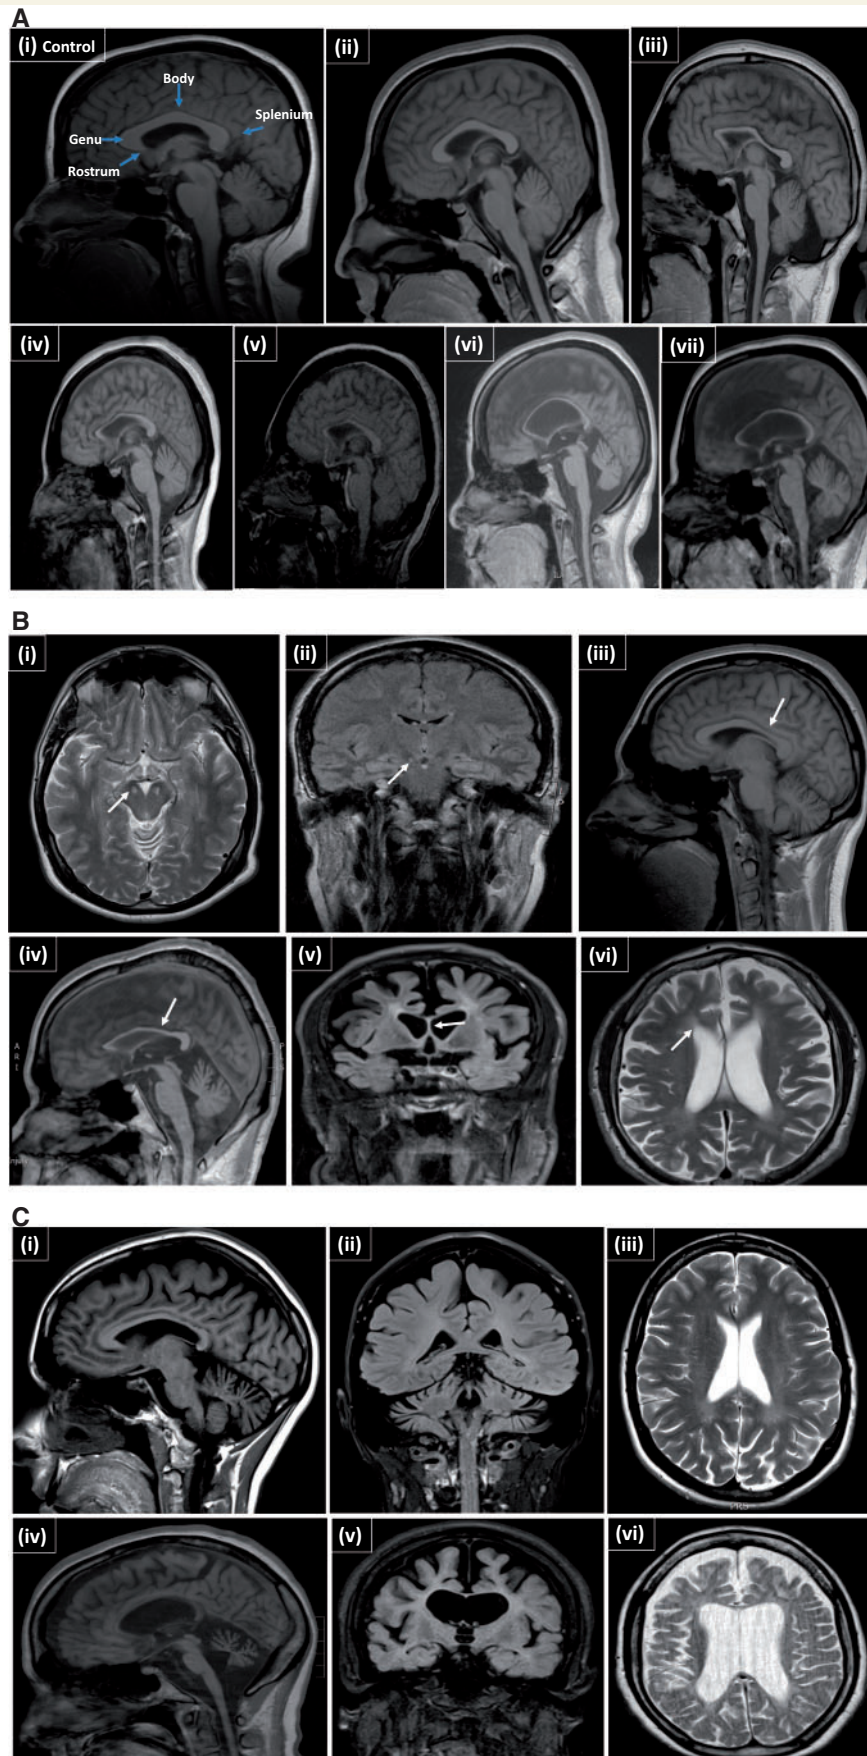 A
(i) Control
(ii)
(iii)
Body
Splenium
Genu
Rostrum
(iv)
(v)
(vi)
(vii)
B
(i)
(ii)
(iii)
(iv)
(v)
(vi)
A
R
I
P
C
(i)
(ii)
(iii)
(iv)
(v)
(vi)